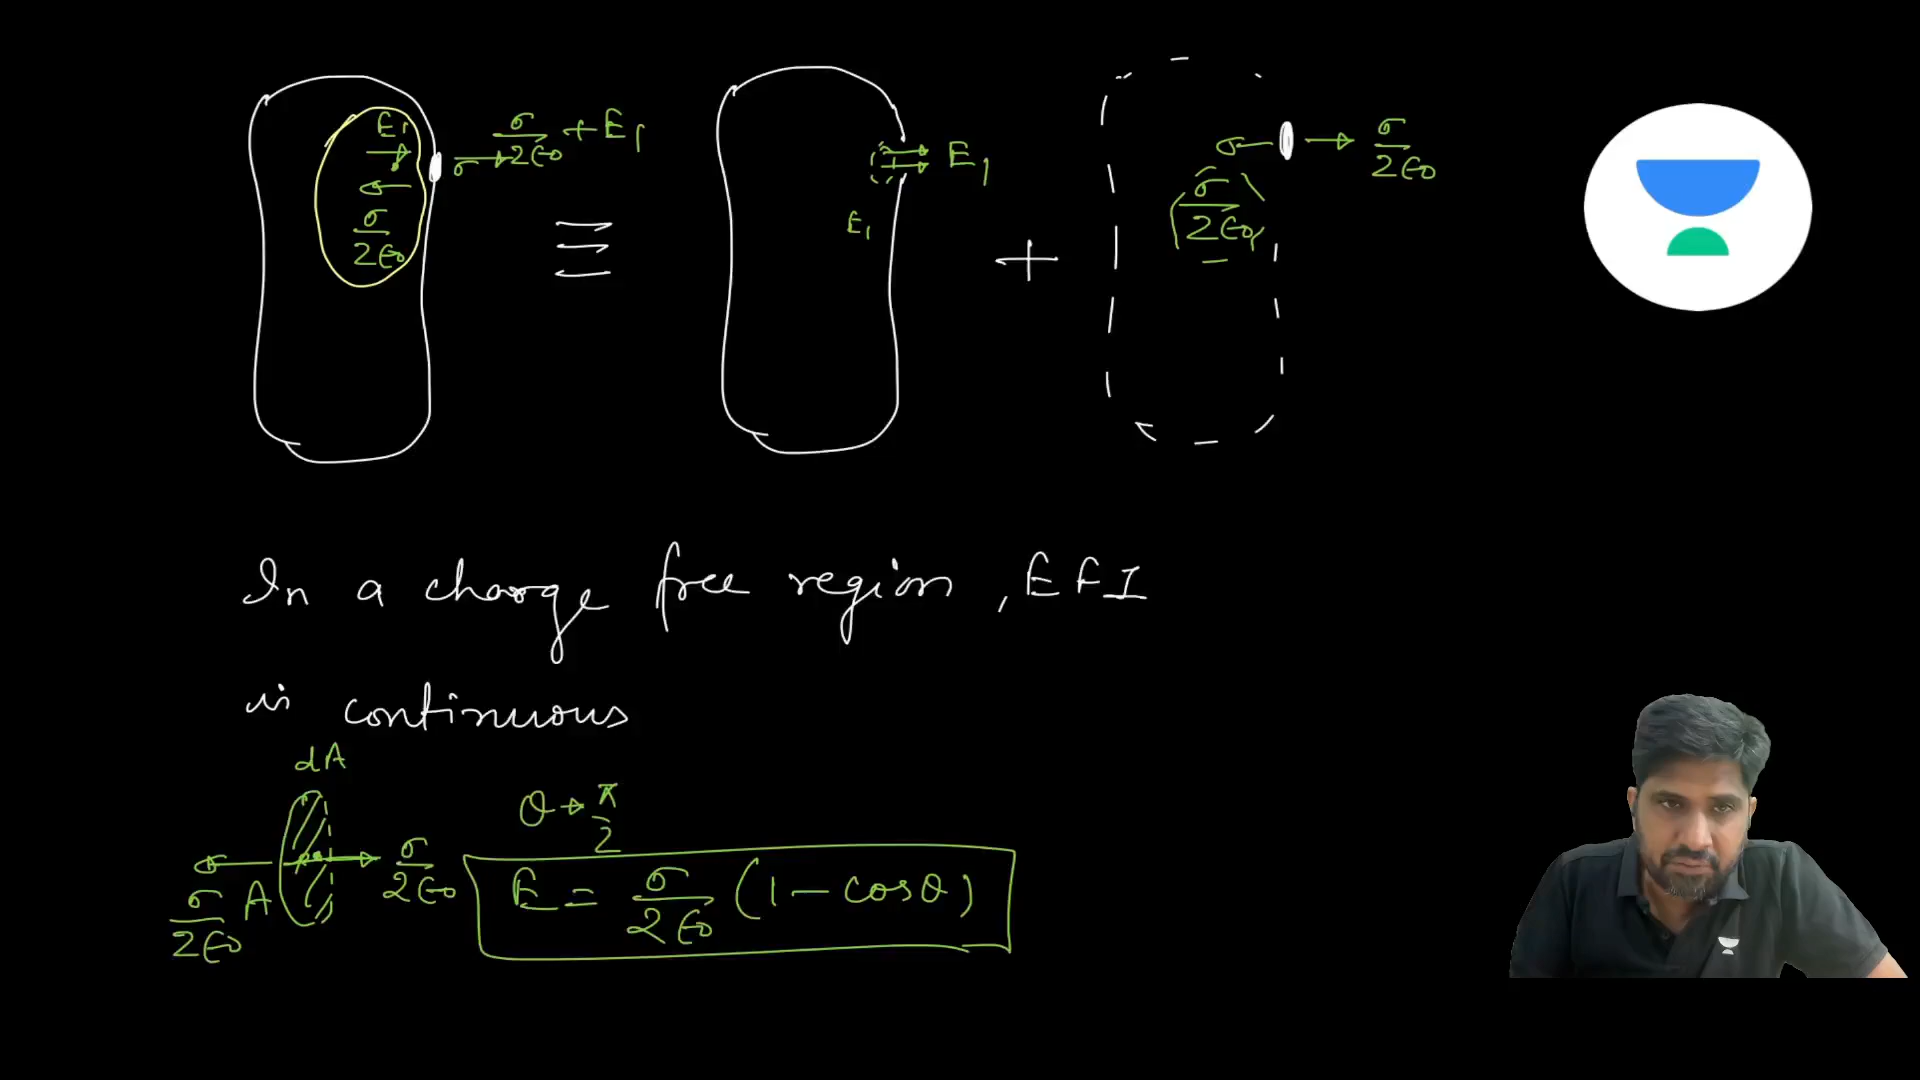 E₁
σ/2ϵ₀
σ/2ϵ₀ + E₁
≡
E₁
E₁
+
σ/2ϵ₀
σ/2ϵ₀
In a charge free region, EFI
is continuous
dA
σ/2ϵ₀ A
σ/2ϵ₀
θ → π/2
E = σ/2ϵ₀ (1 − cosθ)